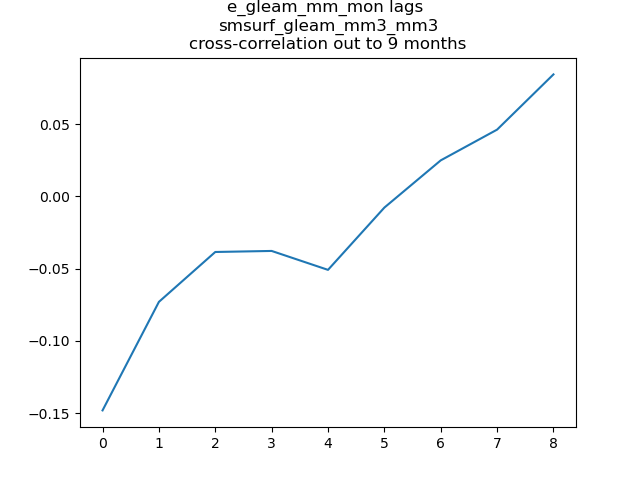 e_gleam_mm_mon lags
smsurf_gleam_mm3_mm3
cross-correlation out to 9 months
0.05
0.00
−0.05
−0.10
−0.15
0 1 2 3 4 5 6 7 8